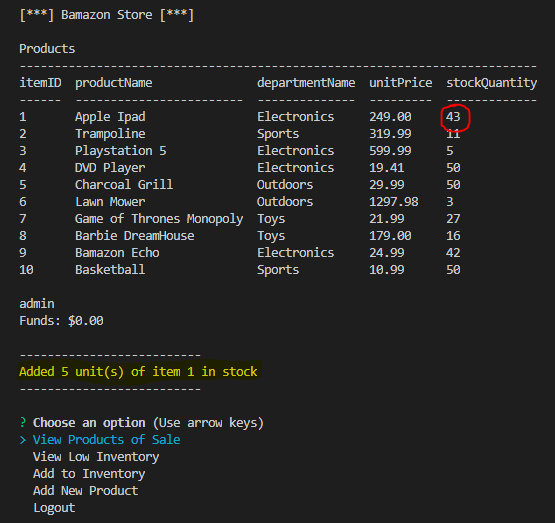 [***] Bamazon Store [***]
Products
--------------------------------------------------------------------------
itemID  productName               departmentName  unitPrice  stockQuantity
------  ------------------------  --------------  ---------  -------------
1       Apple Ipad                Electronics     249.00     43
2       Trampoline                Sports          319.99     11
3       Playstation 5             Electronics     599.99     5
4       DVD Player                Electronics     19.41      50
5       Charcoal Grill            Outdoors        29.99      50
6       Lawn Mower                Outdoors        1297.98    3
7       Game of Thrones Monopoly  Toys            21.99      27
8       Barbie DreamHouse         Toys            179.00     16
9       Bamazon Echo              Electronics     24.99      42
10      Basketball                Sports          10.99      50
admin
Funds: $0.00
--------------------------
Added 5 unit(s) of item 1 in stock
--------------------------
? Choose an option (Use arrow keys)
> View Products of Sale
View Low Inventory
Add to Inventory
Add New Product
Logout